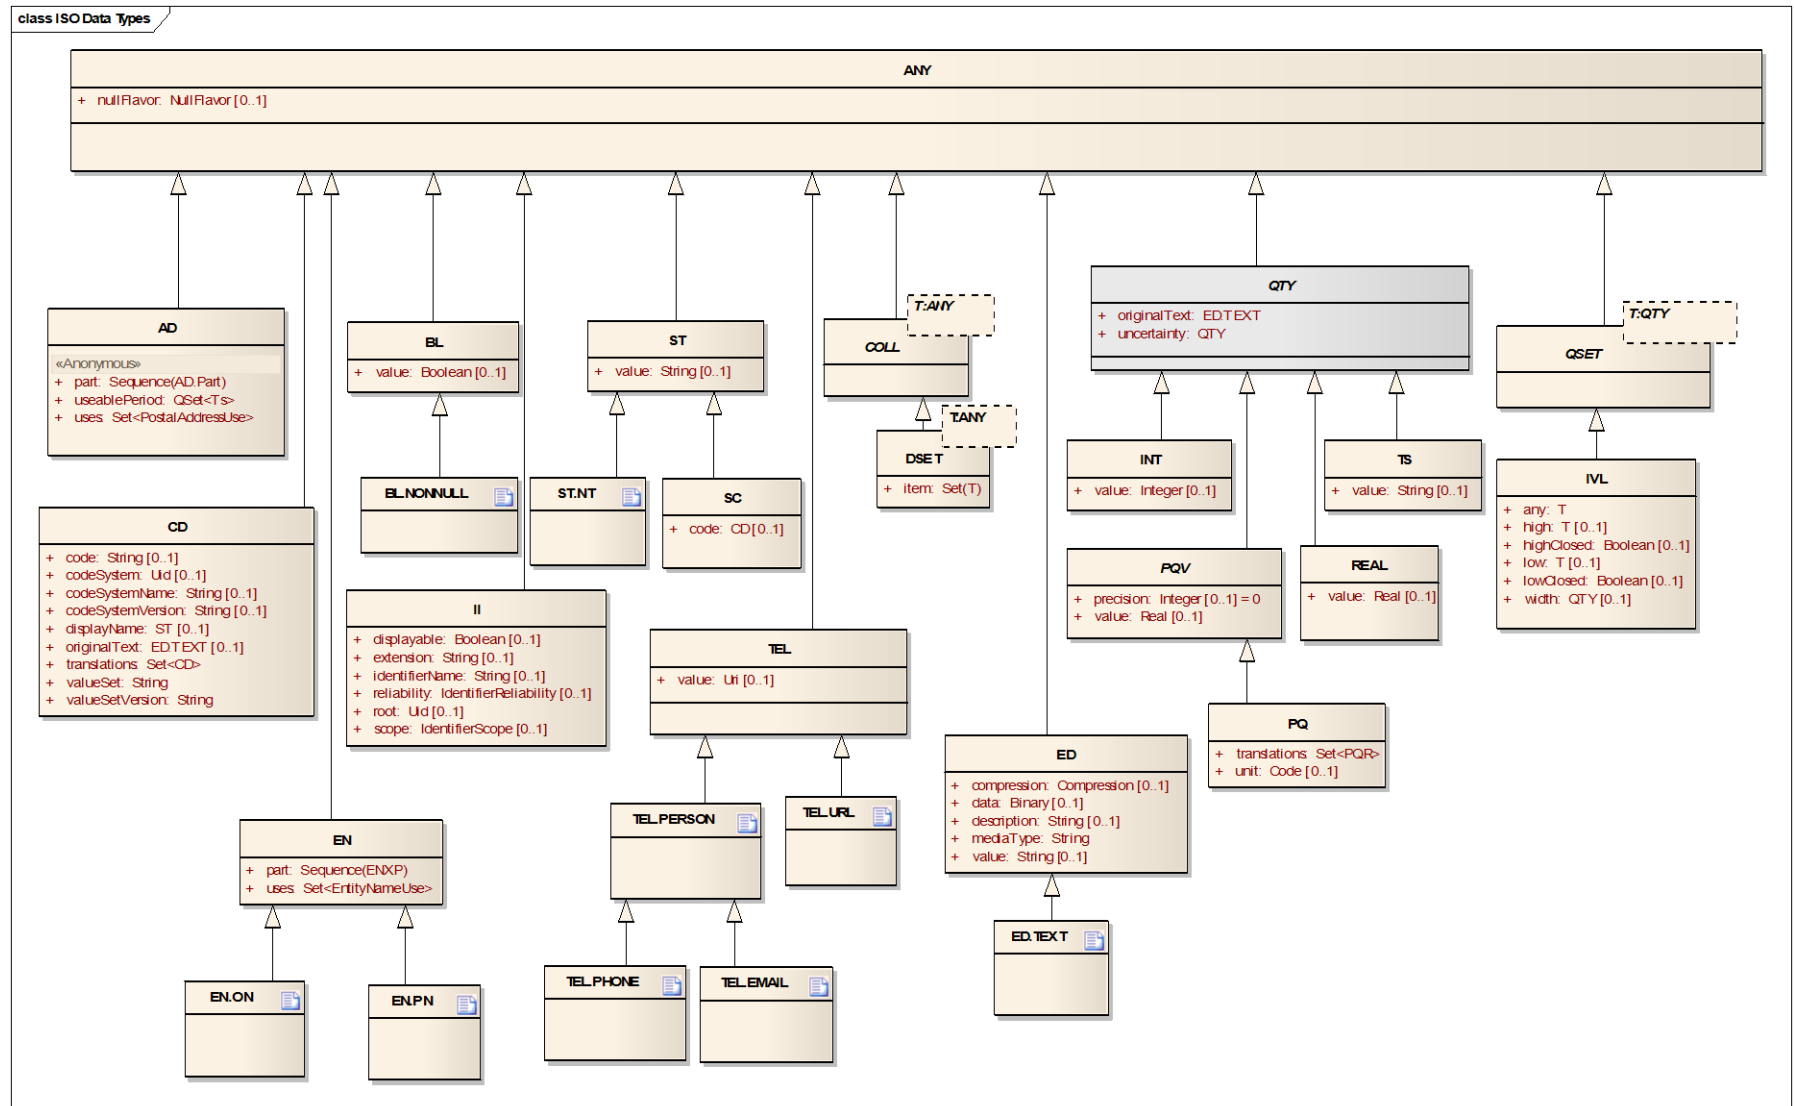 class ISO Data Types
ANY
+ nullFlavor: NullFlavor [0..1]
AD
«Anonymous»
+ part: Sequence(AD.Part)
+ useablePeriod: QSet<Ts>
+ uses: Set<PostalAddressUse>
BL
+ value: Boolean [0..1]
ST
+ value: String [0..1]
T:ANY
COLL
QTY
+ originalText: ED.TEXT
+ uncertainty: QTY
T:QTY
QSET
BL.NONNULL
ST.NT
SC
+ code: CD [0..1]
T:ANY
DSET
+ item: Set(T)
INT
+ value: Integer [0..1]
TS
+ value: String [0..1]
IVL
+ any: T
+ high: T [0..1]
+ highClosed: Boolean [0..1]
+ low: T [0..1]
+ lowClosed: Boolean [0..1]
+ width: QTY [0..1]
CD
+ code: String [0..1]
+ codeSystem: Uid [0..1]
+ codeSystemName: String [0..1]
+ codeSystemVersion: String [0..1]
+ displayName: ST [0..1]
+ originalText: ED.TEXT [0..1]
+ translations: Set<CD>
+ valueSet: String
+ valueSetVersion: String
II
+ displayable: Boolean [0..1]
+ extension: String [0..1]
+ identifierName: String [0..1]
+ reliability: IdentifierReliability [0..1]
+ root: Uid [0..1]
+ scope: IdentifierScope [0..1]
PQV
+ precision: Integer [0..1] = 0
+ value: Real [0..1]
REAL
+ value: Real [0..1]
TEL
+ value: Uri [0..1]
PQ
+ translations: Set<PQR>
+ unit: Code [0..1]
ED
+ compression: Compression [0..1]
+ data: Binary [0..1]
+ description: String [0..1]
+ mediaType: String
+ value: String [0..1]
TEL.PERSON
TEL.URL
EN
+ part: Sequence(ENXP)
+ uses: Set<EntityNameUse>
ED.TEXT
EN.ON
EN.PN
TEL.PHONE
TEL.EMAIL